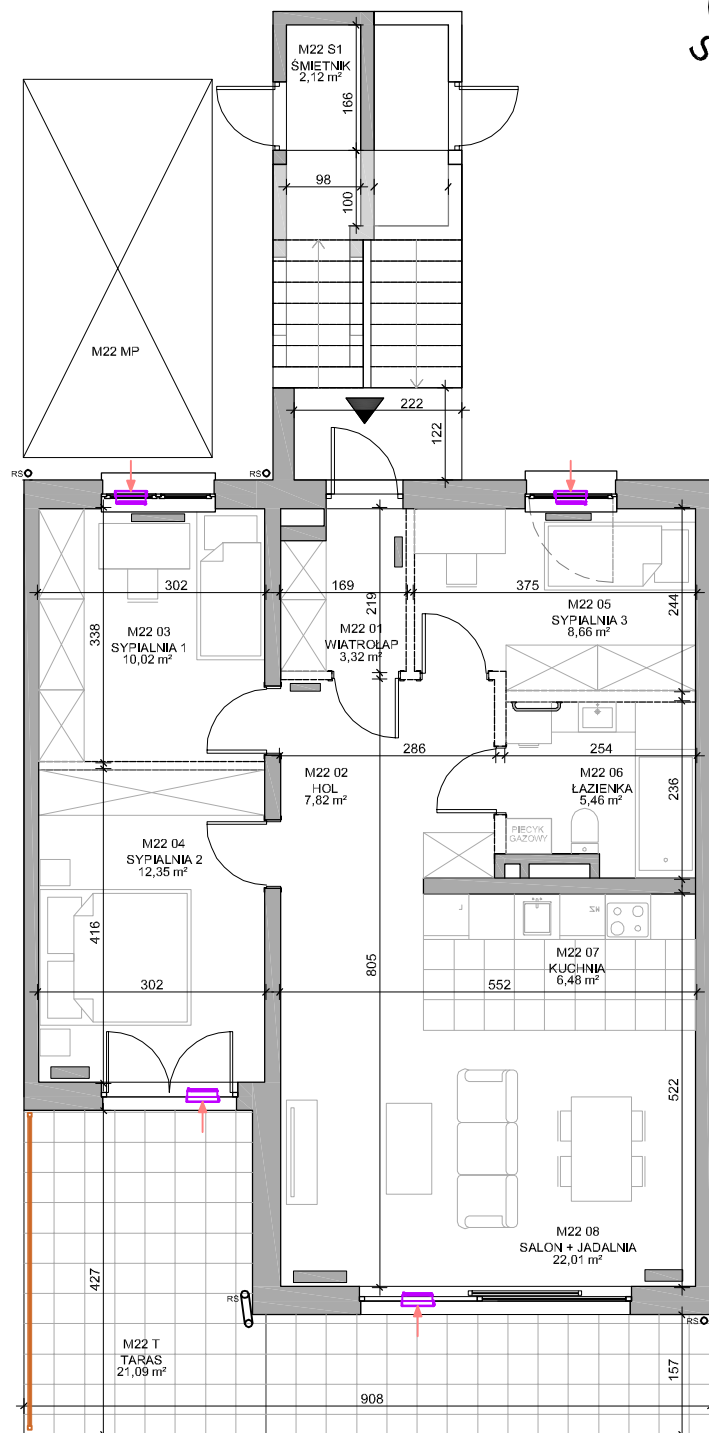 S
M22 S1
ŚMIETNIK
2,12 m²
166
98
100
M22 MP
222
122
RS
RS
302
169
375
219
244
338
M22 03
SYPIALNIA 1
10,02 m²
M22 01
WIATROŁAP
3,32 m²
M22 05
SYPIALNIA 3
8,66 m²
286
254
M22 02
HOL
7,82 m²
M22 06
ŁAZIENKA
5,46 m²
236
PIECYK
GAZOWY
M22 04
SYPIALNIA 2
12,35 m²
416
805
L
ZW
M22 07
KUCHNIA
6,48 m²
302
552
522
M22 08
SALON + JADALNIA
22,01 m²
427
RS
RS
M22 T
TARAS
21,09 m²
157
908